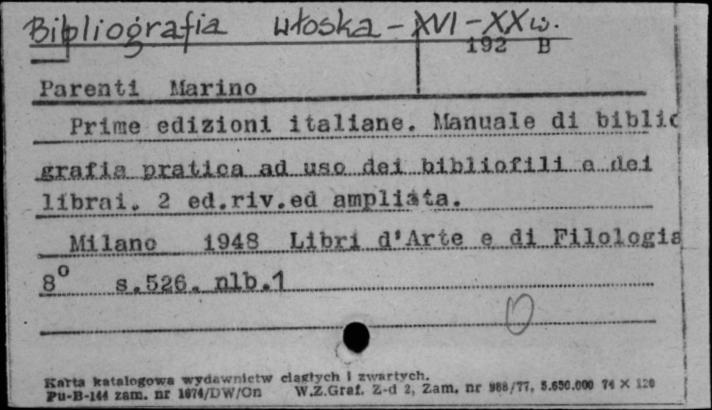 Bibliografia włoska - XVI - XX w.
192 B
Parenti Marino
Prime edizioni italiane. Manuale di biblio
grafia pratica ad uso dei bibliofili e dei
librai. 2 ed.riv.ed ampliata.
Milano 1948 Libri d'Arte e di Filologia
8° s.526. nlb.1
Karta katalogowa wydawnictw ciągłych i zwartych.
Pu-B-144 zam. nr 1074/DW/On W.Z.Graf. Z-d 2, Zam. nr 988/77. 5.650.000 74 X 120